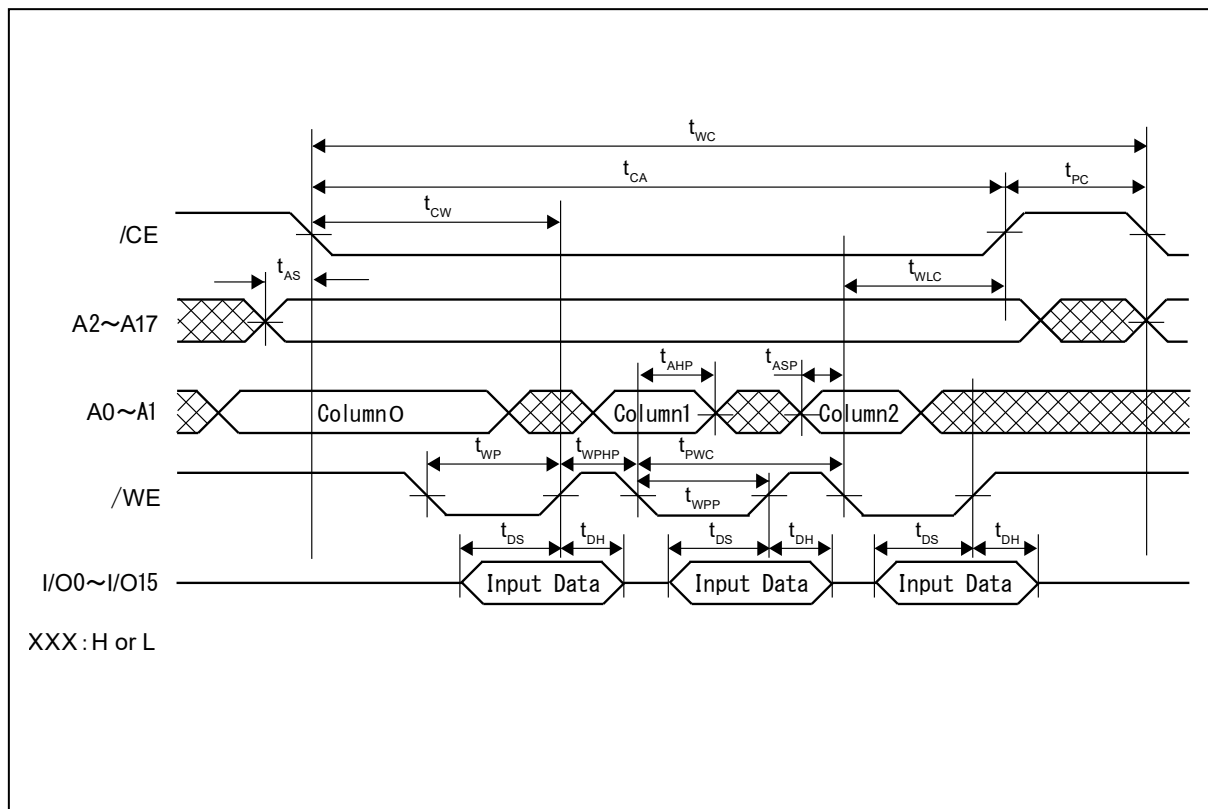 tWC
tCA
tPC
tCW
/CE
tAS
tWLC
A2～A17
tAHP
tASP
A0～A1
Column0
Column1
Column2
tWP
tWPHP
tPWC
/WE
tWPP
tDS
tDH
tDS
tDH
tDS
tDH
I/O0～I/O15
Input Data
Input Data
Input Data
XXX : H or L